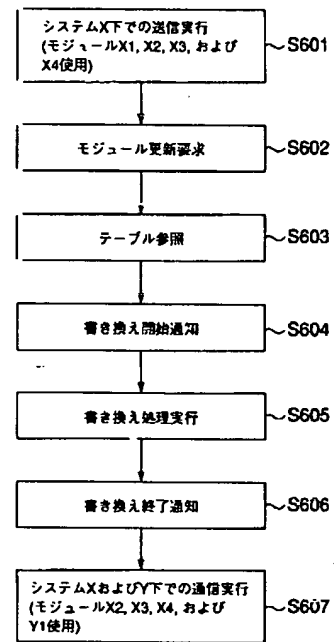 システムX下での送信実行
(モジュールX1, X2, X3, および
X4使用)
S601
モジュール更新要求
S602
テーブル参照
S603
書き換え開始通知
S604
書き換え処理実行
S605
書き換え終了通知
S606
システムXおよびY下での通信実行
(モジュールX2, X3, X4, および
Y1使用)
S607